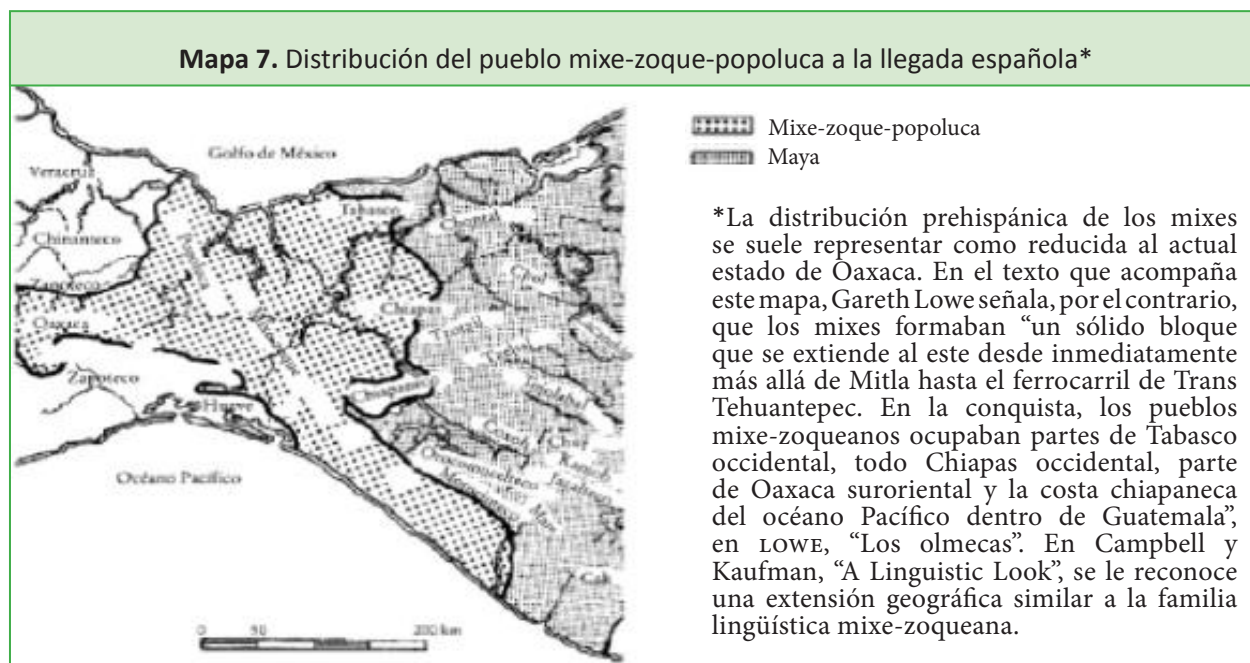 Mapa 7. Distribución del pueblo mixe-zoque-popoluca a la llegada española*
Golfo de México
Veracruz
Chinanteco
Zapoteco
Oaxaca
Zapoteco
Huave
Tabasco
Chiapas
Chol
Océano Pacífico
0 50 200 km
Mixe-zoque-popoluca
Maya
*La distribución prehispánica de los mixes
se suele representar como reducida al actual
estado de Oaxaca. En el texto que acompaña
este mapa, Gareth Lowe señala, por el contrario,
que los mixes formaban “un sólido bloque
que se extiende al este desde inmediatamente
más allá de Mitla hasta el ferrocarril de Trans
Tehuantepec. En la conquista, los pueblos
mixe-zoqueanos ocupaban partes de Tabasco
occidental, todo Chiapas occidental, parte
de Oaxaca suroriental y la costa chiapaneca
del océano Pacífico dentro de Guatemala”,
en LOWE, “Los olmecas”. En Campbell y
Kaufman, “A Linguistic Look”, se le reconoce
una extensión geográfica similar a la familia
lingüística mixe-zoqueana.